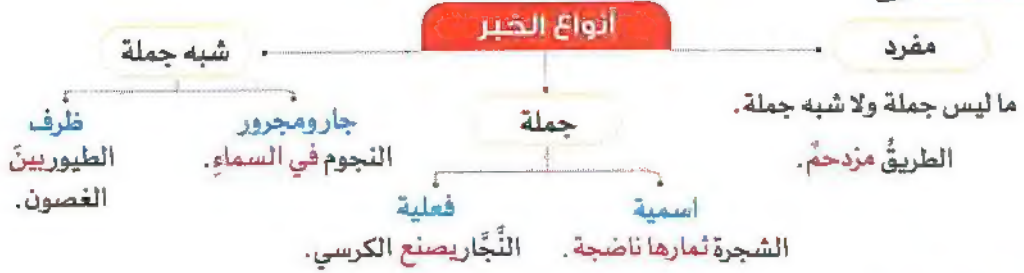 أنواع الخبر
مفرد
ما ليس جملة ولا شبه جملة.
الطريقُ مزدحمٌ.
جملة
اسمية
الشجرة ثمارها ناضجة.
فعلية
النَّجَّار يصنع الكرسي.
شبه جملة
جار ومجرور
النجوم في السماءِ.
ظرف
الطيور بينَ
الغصون.